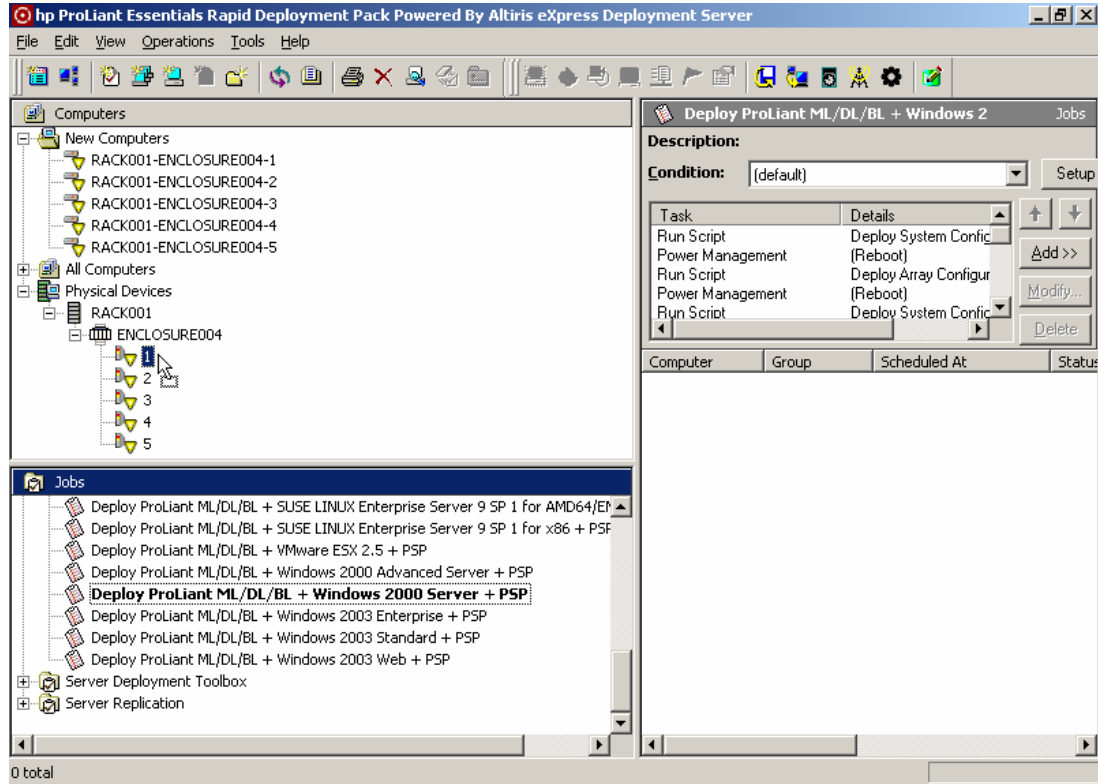 hp ProLiant Essentials Rapid Deployment Pack Powered By Altiris eXpress Deployment Server
File Edit View Operations Tools Help
Computers
New Computers
RACK001-ENCLOSURE004-1
RACK001-ENCLOSURE004-2
RACK001-ENCLOSURE004-3
RACK001-ENCLOSURE004-4
RACK001-ENCLOSURE004-5
All Computers
Physical Devices
RACK001
ENCLOSURE004
1
2
3
4
5
Jobs
Deploy ProLiant ML/DL/BL + SUSE LINUX Enterprise Server 9 SP 1 for AMD64/EM
Deploy ProLiant ML/DL/BL + SUSE LINUX Enterprise Server 9 SP 1 for x86 + PSP
Deploy ProLiant ML/DL/BL + VMware ESX 2.5 + PSP
Deploy ProLiant ML/DL/BL + Windows 2000 Advanced Server + PSP
Deploy ProLiant ML/DL/BL + Windows 2000 Server + PSP
Deploy ProLiant ML/DL/BL + Windows 2003 Enterprise + PSP
Deploy ProLiant ML/DL/BL + Windows 2003 Standard + PSP
Deploy ProLiant ML/DL/BL + Windows 2003 Web + PSP
Server Deployment Toolbox
Server Replication
Deploy ProLiant ML/DL/BL + Windows 2 Jobs
Description:
Condition: (default) Setup
Task Details
Run Script Deploy System Config
Power Management (Reboot)
Run Script Deploy Array Configur
Power Management (Reboot)
Run Script Deploy System Config
Add >>
Modify...
Delete
Computer Group Scheduled At Status
0 total